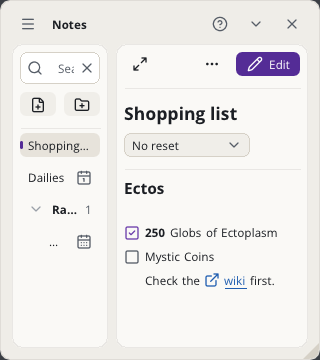 Notes
Sea
Edit
Shopping...
Dailies
Ra... 1
...
Shopping list
No reset
Ectos
250 Globs of Ectoplasm
Mystic Coins
Check the wiki first.